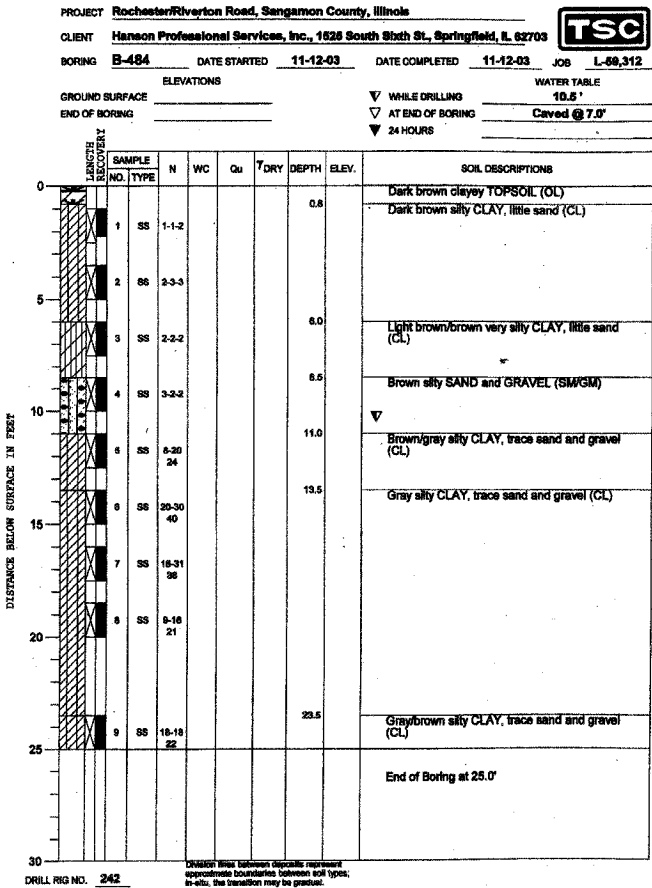 PROJECT Rochester/Riverton Road, Sangamon County, Illinois
TSC
CLIENT Hanson Professional Services, Inc., 1525 South Sixth St., Springfield, IL 62703
BORING B-484 DATE STARTED 11-12-03 DATE COMPLETED 11-12-03 JOB L-59,312
ELEVATIONS WATER TABLE
GROUND SURFACE WHILE DRILLING 10.5 '
END OF BORING AT END OF BORING Caved @ 7.0'
24 HOURS
LENGTH RECOVERY SAMPLE NO. TYPE N WC Qu DRY DEPTH ELEV. SOIL DESCRIPTIONS
DISTANCE BELOW SURFACE IN FEET
0 Dark brown clayey TOPSOIL (OL)
0.8 Dark brown silty CLAY, little sand (CL)
1 SS 1-1-2
2 SS 2-3-3
5
6.0 Light brown/brown very silty CLAY, little sand
(CL)
3 SS 2-2-2
8.5 Brown silty SAND and GRAVEL (SM/GM)
4 SS 3-2-2
10
11.0 Brown/gray silty CLAY, trace sand and gravel
(CL)
5 SS 8-20
24
13.5 Gray silty CLAY, trace sand and gravel (CL)
6 SS 20-30
40
15
7 SS 18-31
36
8 SS 9-16
21
20
23.5 Gray/brown silty CLAY, trace sand and gravel
(CL)
9 SS 18-18
22
25
End of Boring at 25.0'
30
DRILL RIG NO. 242
Division lines between deposits represent
approximate boundaries between soil types;
in-situ, the transition may be gradual.